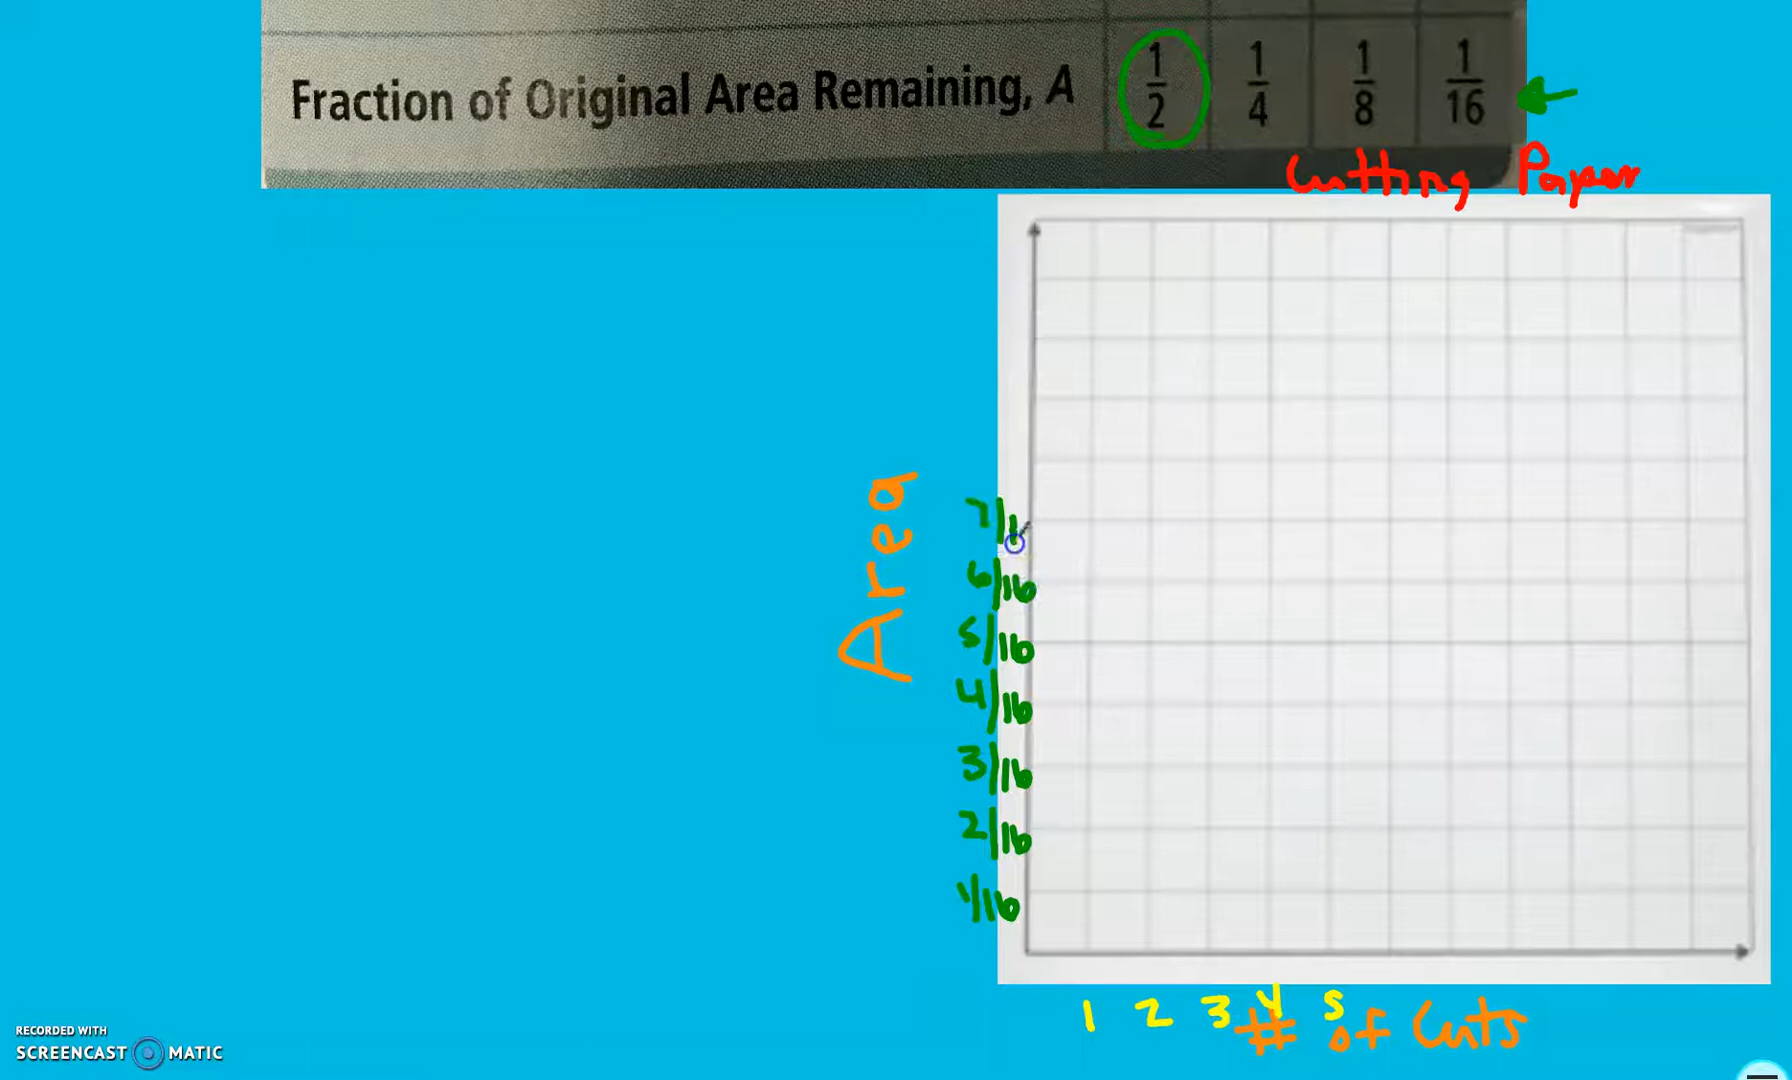 Fraction of Original Area Remaining, A 1/2 1/4 1/8 1/16
Cutting Paper
Area
7/1
6/16
5/16
4/16
3/16
2/16
1/16
1 2 3 4 5
# of Cuts
RECORDED WITH
SCREENCAST MATIC